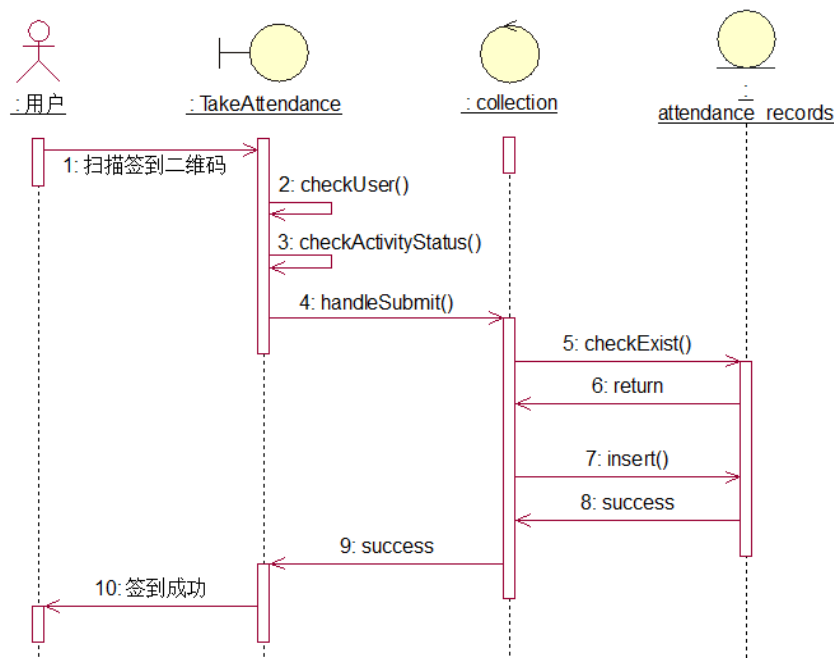 : 用户
: TakeAttendance
: collection
:
attendance_records
1: 扫描签到二维码
2: checkUser()
3: checkActivityStatus()
4: handleSubmit()
5: checkExist()
6: return
7: insert()
8: success
9: success
10: 签到成功